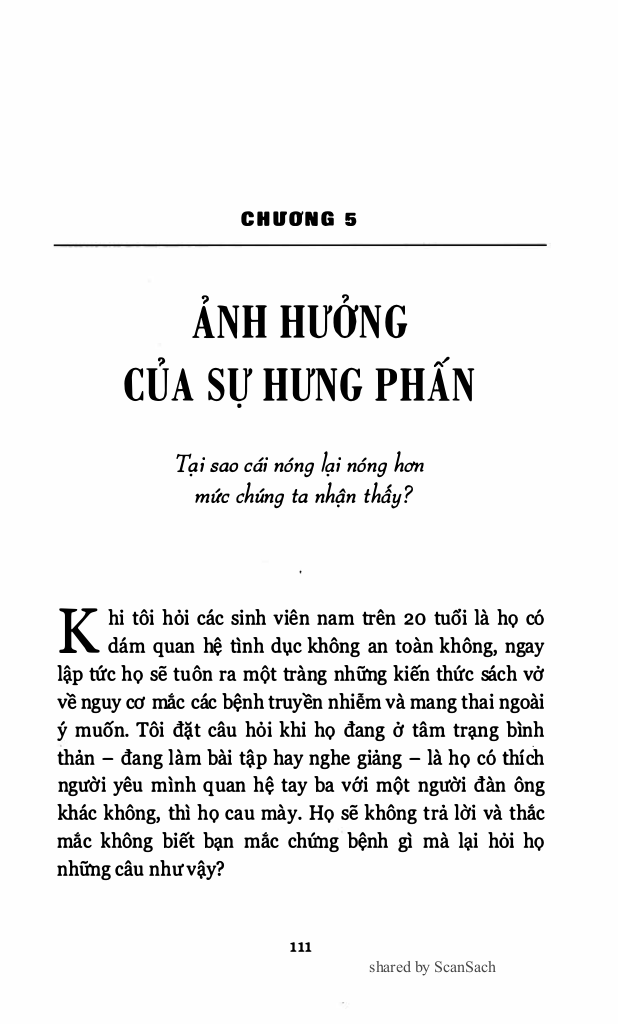 CHƯƠNG 5
ẢNH HƯỞNG
CỦA SỰ HƯNG PHẤN
Tại sao cái nóng lại nóng hơn
mức chúng ta nhận thấy?
Khi tôi hỏi các sinh viên nam trên 20 tuổi là họ có
dám quan hệ tình dục không an toàn không, ngay
lập tức họ sẽ tuôn ra một tràng những kiến thức sách vở
về nguy cơ mắc các bệnh truyền nhiễm và mang thai ngoài
ý muốn. Tôi đặt câu hỏi khi họ đang ở tâm trạng bình
thản – đang làm bài tập hay nghe giảng – là họ có thích
người yêu mình quan hệ tay ba với một người đàn ông
khác không, thì họ cau mày. Họ sẽ không trả lời và thắc
mắc không biết bạn mắc chứng bệnh gì mà lại hỏi họ
những câu như vậy?
111
shared by ScanSach